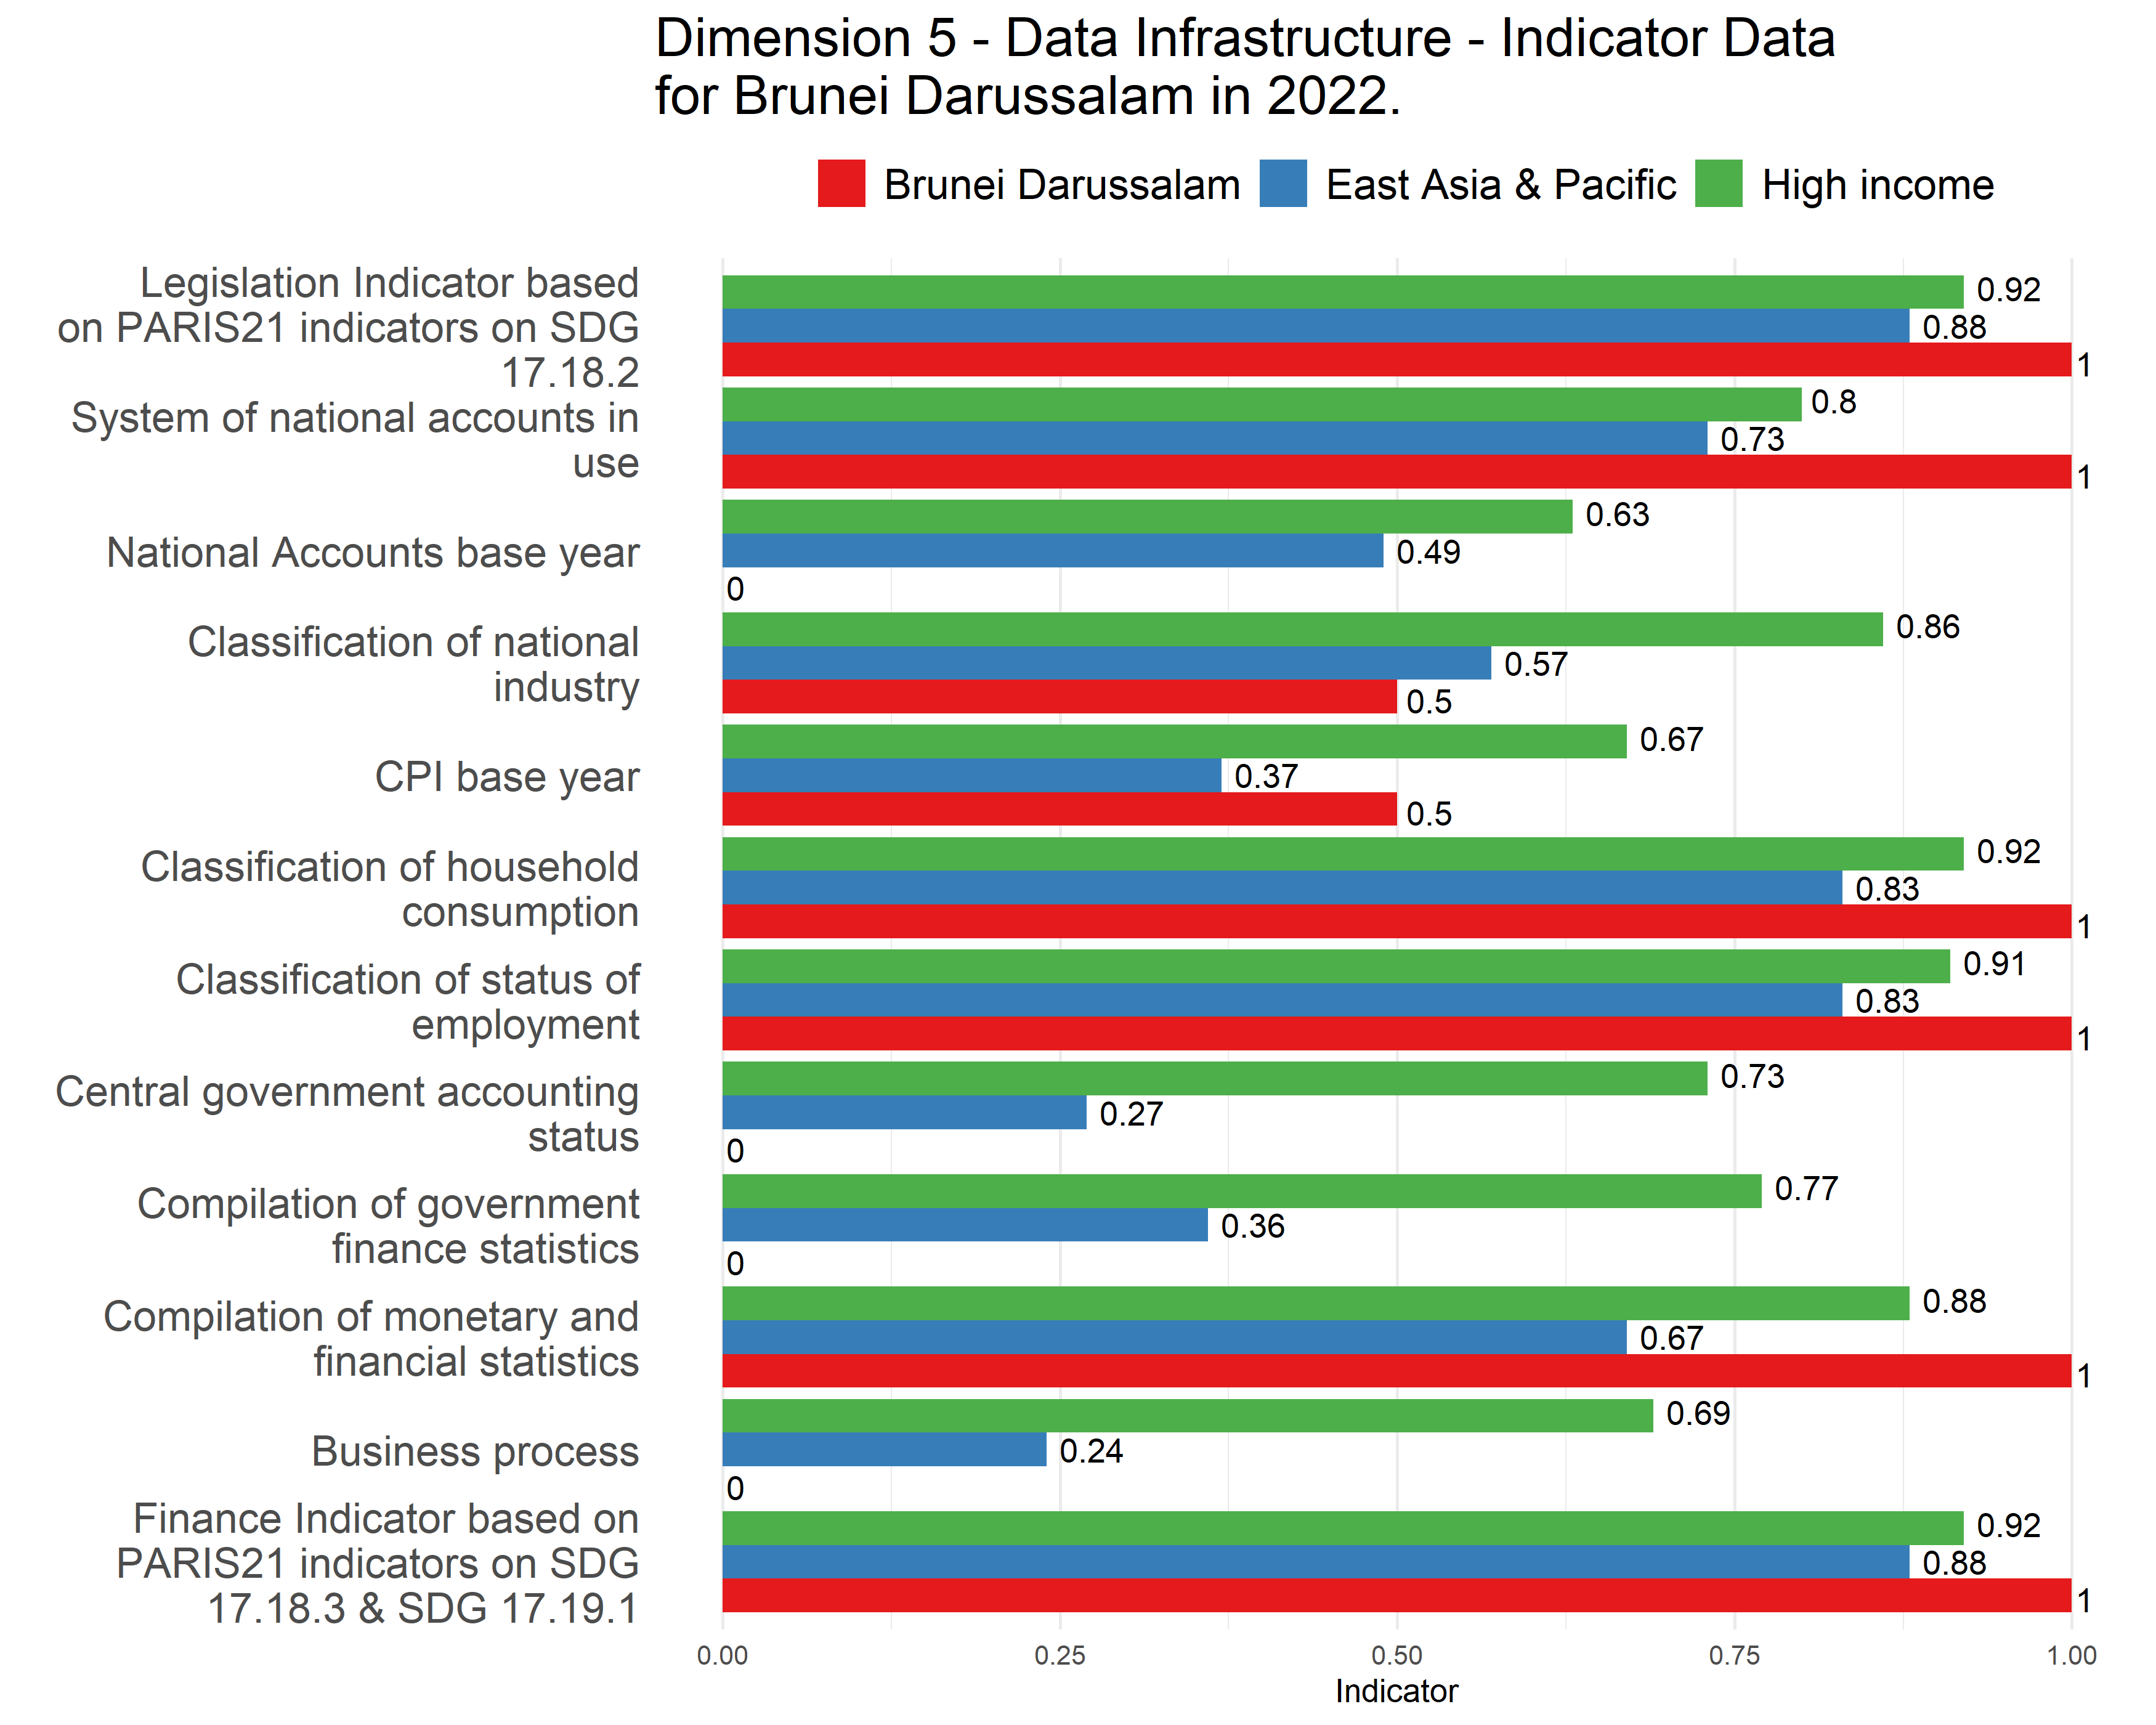 Dimension 5 - Data Infrastructure - Indicator Data
for Brunei Darussalam in 2022.
Brunei Darussalam East Asia & Pacific High income
Legislation Indicator based
on PARIS21 indicators on SDG
17.18.2
0.92
0.88
1
System of national accounts in
use
0.8
0.73
1
National Accounts base year
0.63
0.49
0
Classification of national
industry
0.86
0.57
0.5
CPI base year
0.67
0.37
0.5
Classification of household
consumption
0.92
0.83
1
Classification of status of
employment
0.91
0.83
1
Central government accounting
status
0.73
0.27
0
Compilation of government
finance statistics
0.77
0.36
0
Compilation of monetary and
financial statistics
0.88
0.67
1
Business process
0.69
0.24
0
Finance Indicator based on
PARIS21 indicators on SDG
17.18.3 & SDG 17.19.1
0.92
0.88
1
0.00 0.25 0.50 0.75 1.00
Indicator